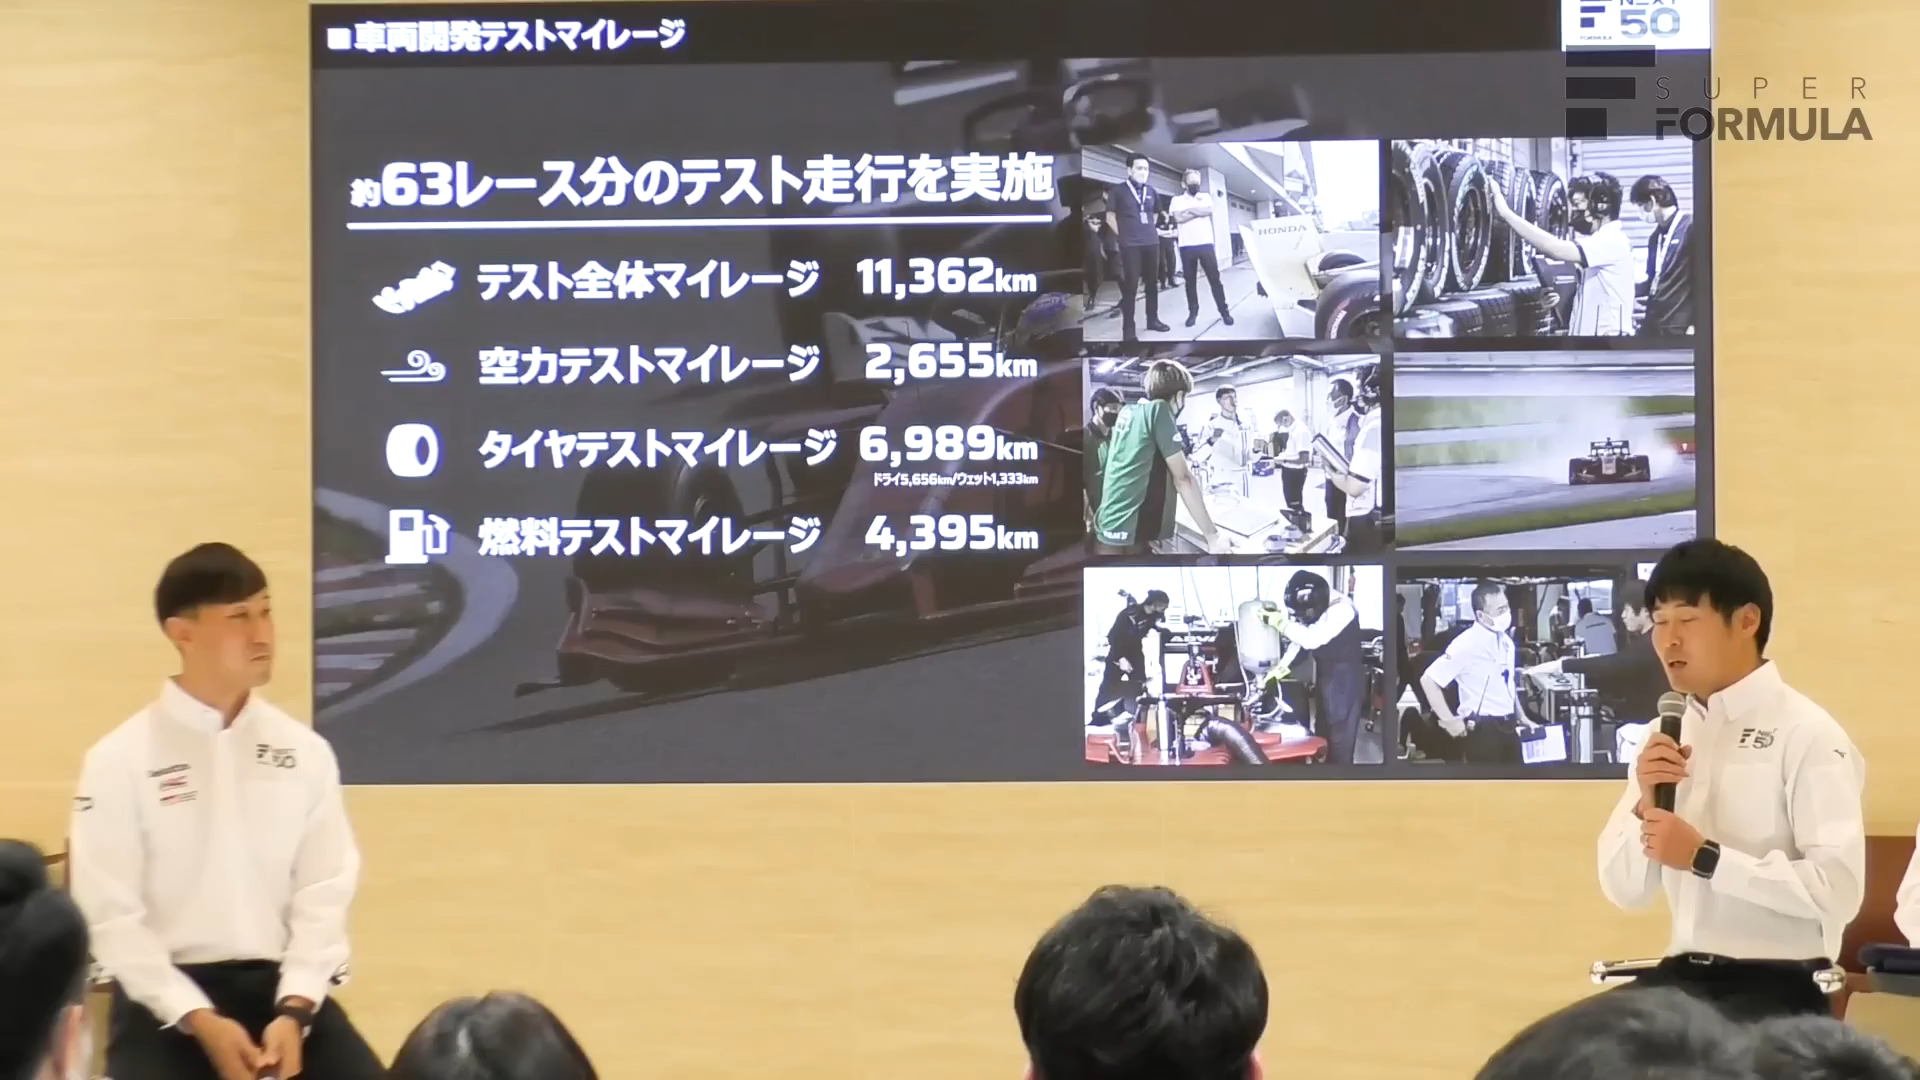 ■車両開発テストマイレージ
NEXT
50
SUPER
FORMULA
約63レース分のテスト走行を実施
テスト全体マイレージ 11,362km
空力テストマイレージ 2,655km
タイヤテストマイレージ 6,989km
ドライ5,656km/ウェット1,333km
燃料テストマイレージ 4,395km
HONDA
NEXT
50
NEXT
50